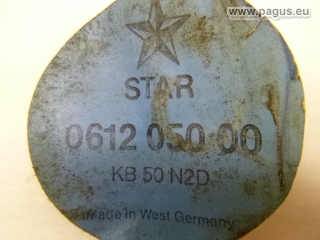 www.pagus.eu
STAR
0612 050 00
KB 50 N2D
Made in West Germany